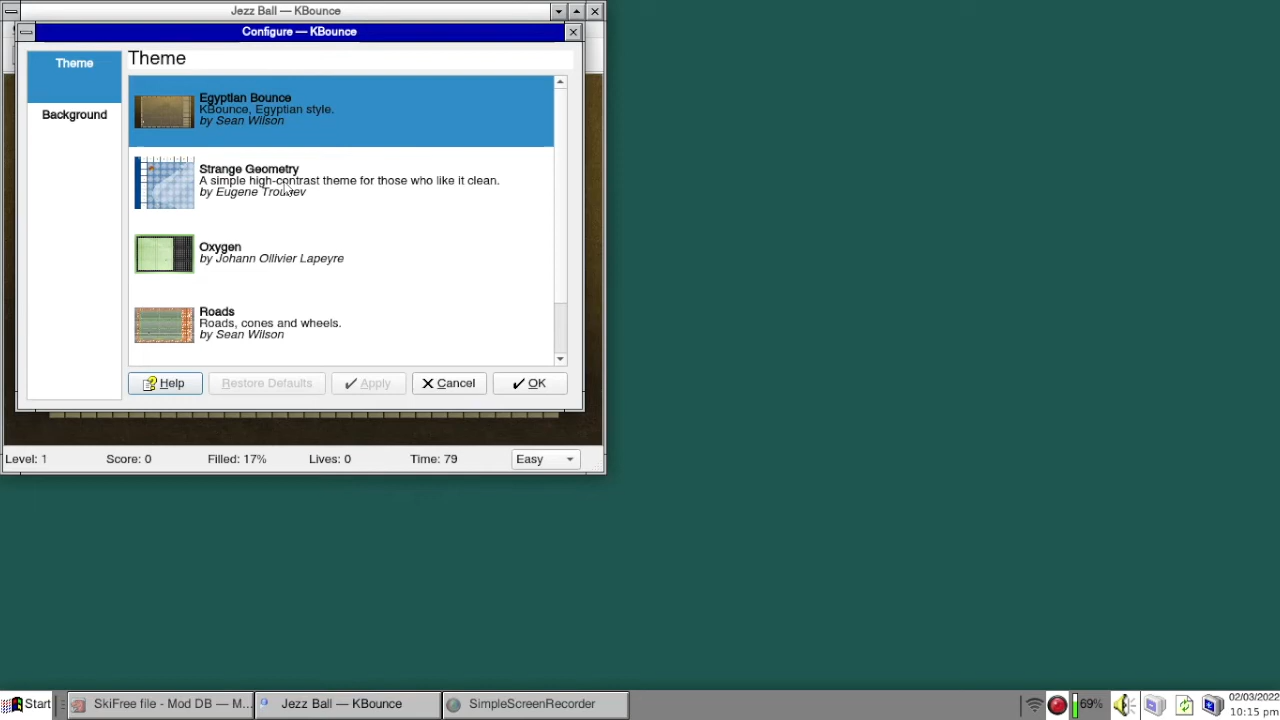 Jezz Ball — KBounce
Configure — KBounce
Theme
Background
Theme
Egyptian Bounce
KBounce, Egyptian style.
by Sean Wilson
Strange Geometry
A simple high-contrast theme for those who like it clean.
by Eugene Trounev
Oxygen
by Johann Ollivier Lapeyre
Roads
Roads, cones and wheels.
by Sean Wilson
Help
Restore Defaults
Apply
Cancel
OK
Level: 1
Score: 0
Filled: 17%
Lives: 0
Time: 79
Easy
Start
SkiFree file - Mod DB — M...
Jezz Ball — KBounce
SimpleScreenRecorder
69%
02/03/2022
10:15 pm